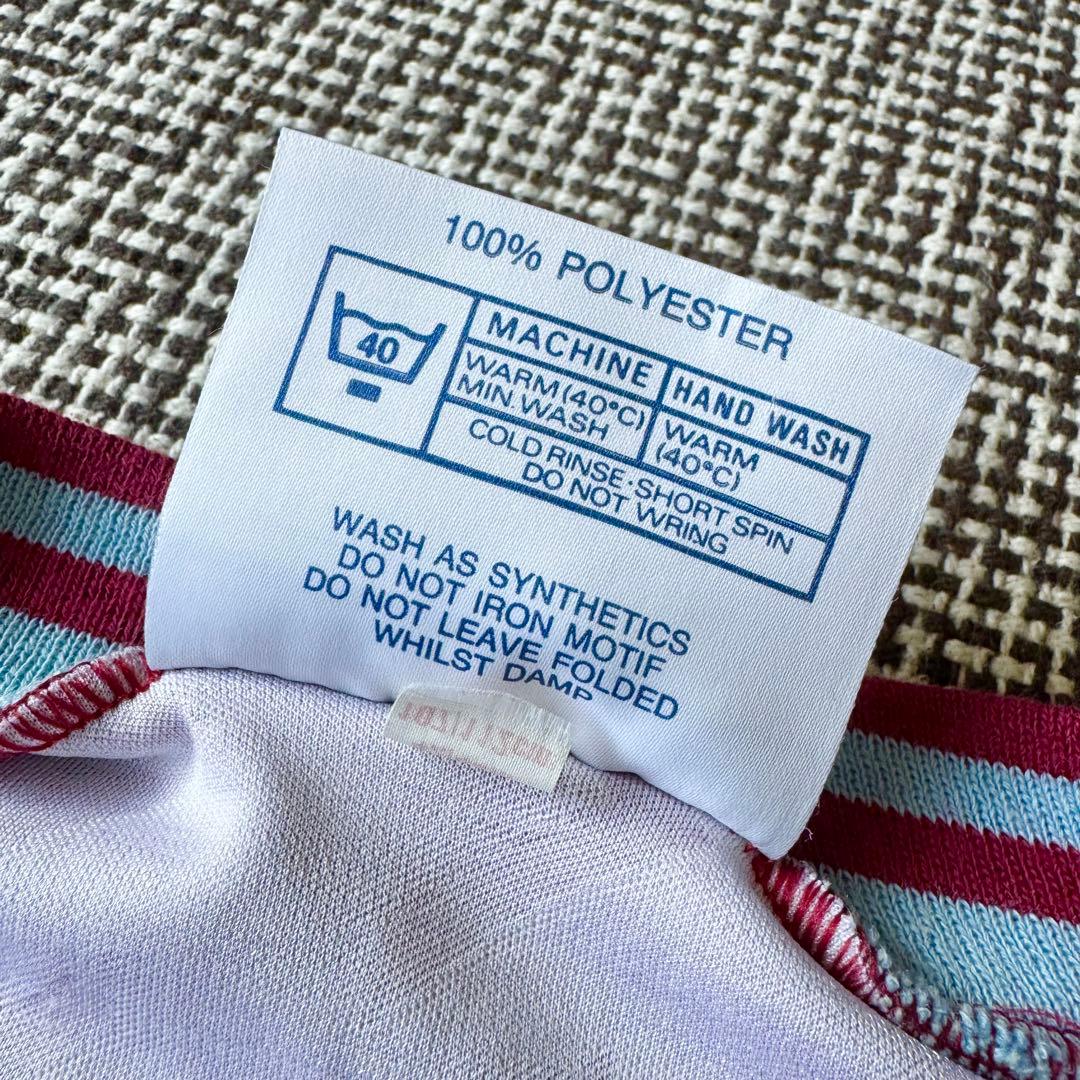 100% POLYESTER
40
MACHINE
HAND WASH
WARM (40°C)
MIN. WASH
WARM
(40°C)
COLD RINSE · SHORT SPIN
DO NOT WRING
WASH AS SYNTHETICS
DO NOT IRON MOTIF
DO NOT LEAVE FOLDED
WHILST DAMP